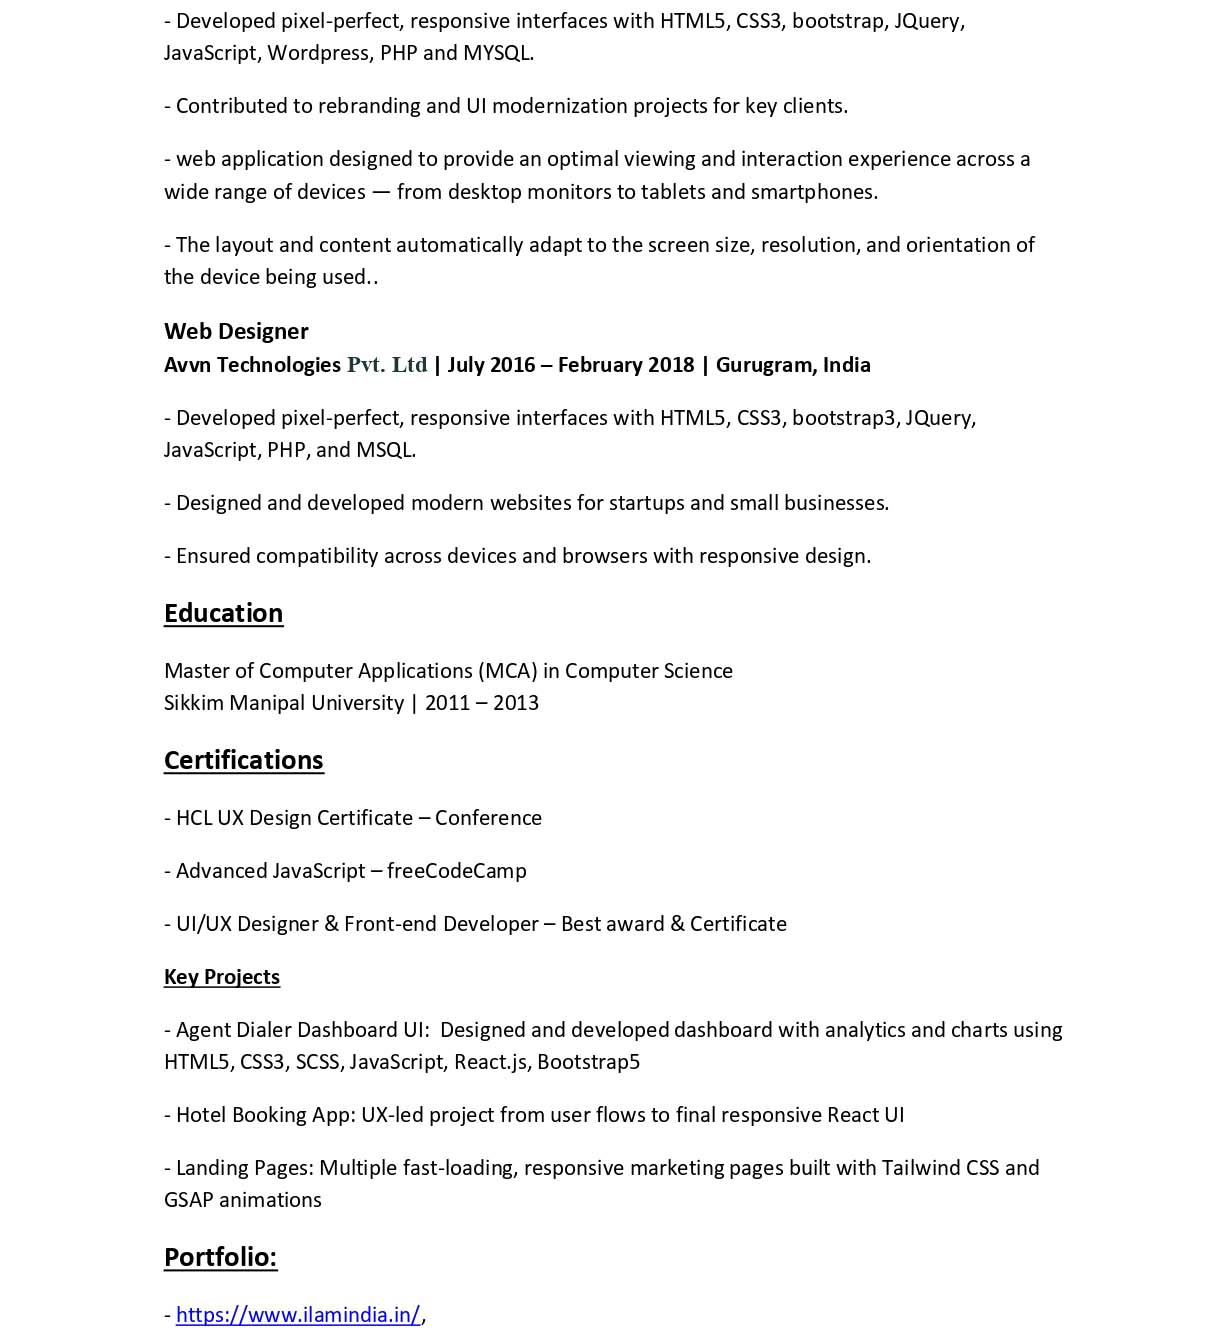 - Developed pixel-perfect, responsive interfaces with HTML5, CSS3, bootstrap, JQuery,
JavaScript, Wordpress, PHP and MYSQL.
- Contributed to rebranding and UI modernization projects for key clients.
- web application designed to provide an optimal viewing and interaction experience across a
wide range of devices — from desktop monitors to tablets and smartphones.
- The layout and content automatically adapt to the screen size, resolution, and orientation of
the device being used..
Web Designer
Avvn Technologies Pvt. Ltd | July 2016 – February 2018 | Gurugram, India
- Developed pixel-perfect, responsive interfaces with HTML5, CSS3, bootstrap3, JQuery,
JavaScript, PHP, and MSQL.
- Designed and developed modern websites for startups and small businesses.
- Ensured compatibility across devices and browsers with responsive design.
Education
Master of Computer Applications (MCA) in Computer Science
Sikkim Manipal University | 2011 – 2013
Certifications
- HCL UX Design Certificate – Conference
- Advanced JavaScript – freeCodeCamp
- UI/UX Designer & Front-end Developer – Best award & Certificate
Key Projects
- Agent Dialer Dashboard UI:  Designed and developed dashboard with analytics and charts using
HTML5, CSS3, SCSS, JavaScript, React.js, Bootstrap5
- Hotel Booking App: UX-led project from user flows to final responsive React UI
- Landing Pages: Multiple fast-loading, responsive marketing pages built with Tailwind CSS and
GSAP animations
Portfolio:
- https://www.ilamindia.in/,